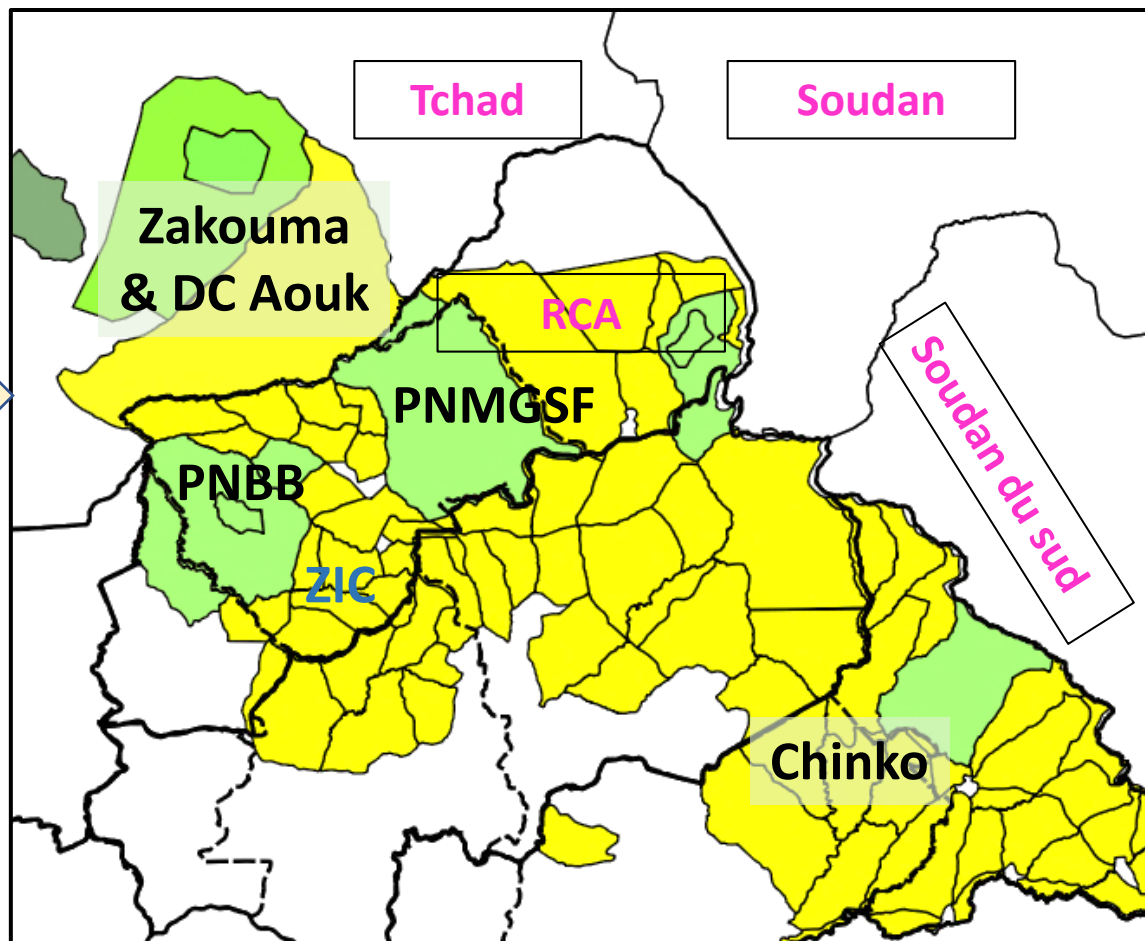 Tchad
Soudan
Zakouma
& DC Aouk
RCA
Soudan du sud
PNMGSF
PNBB
ZIC
Chinko